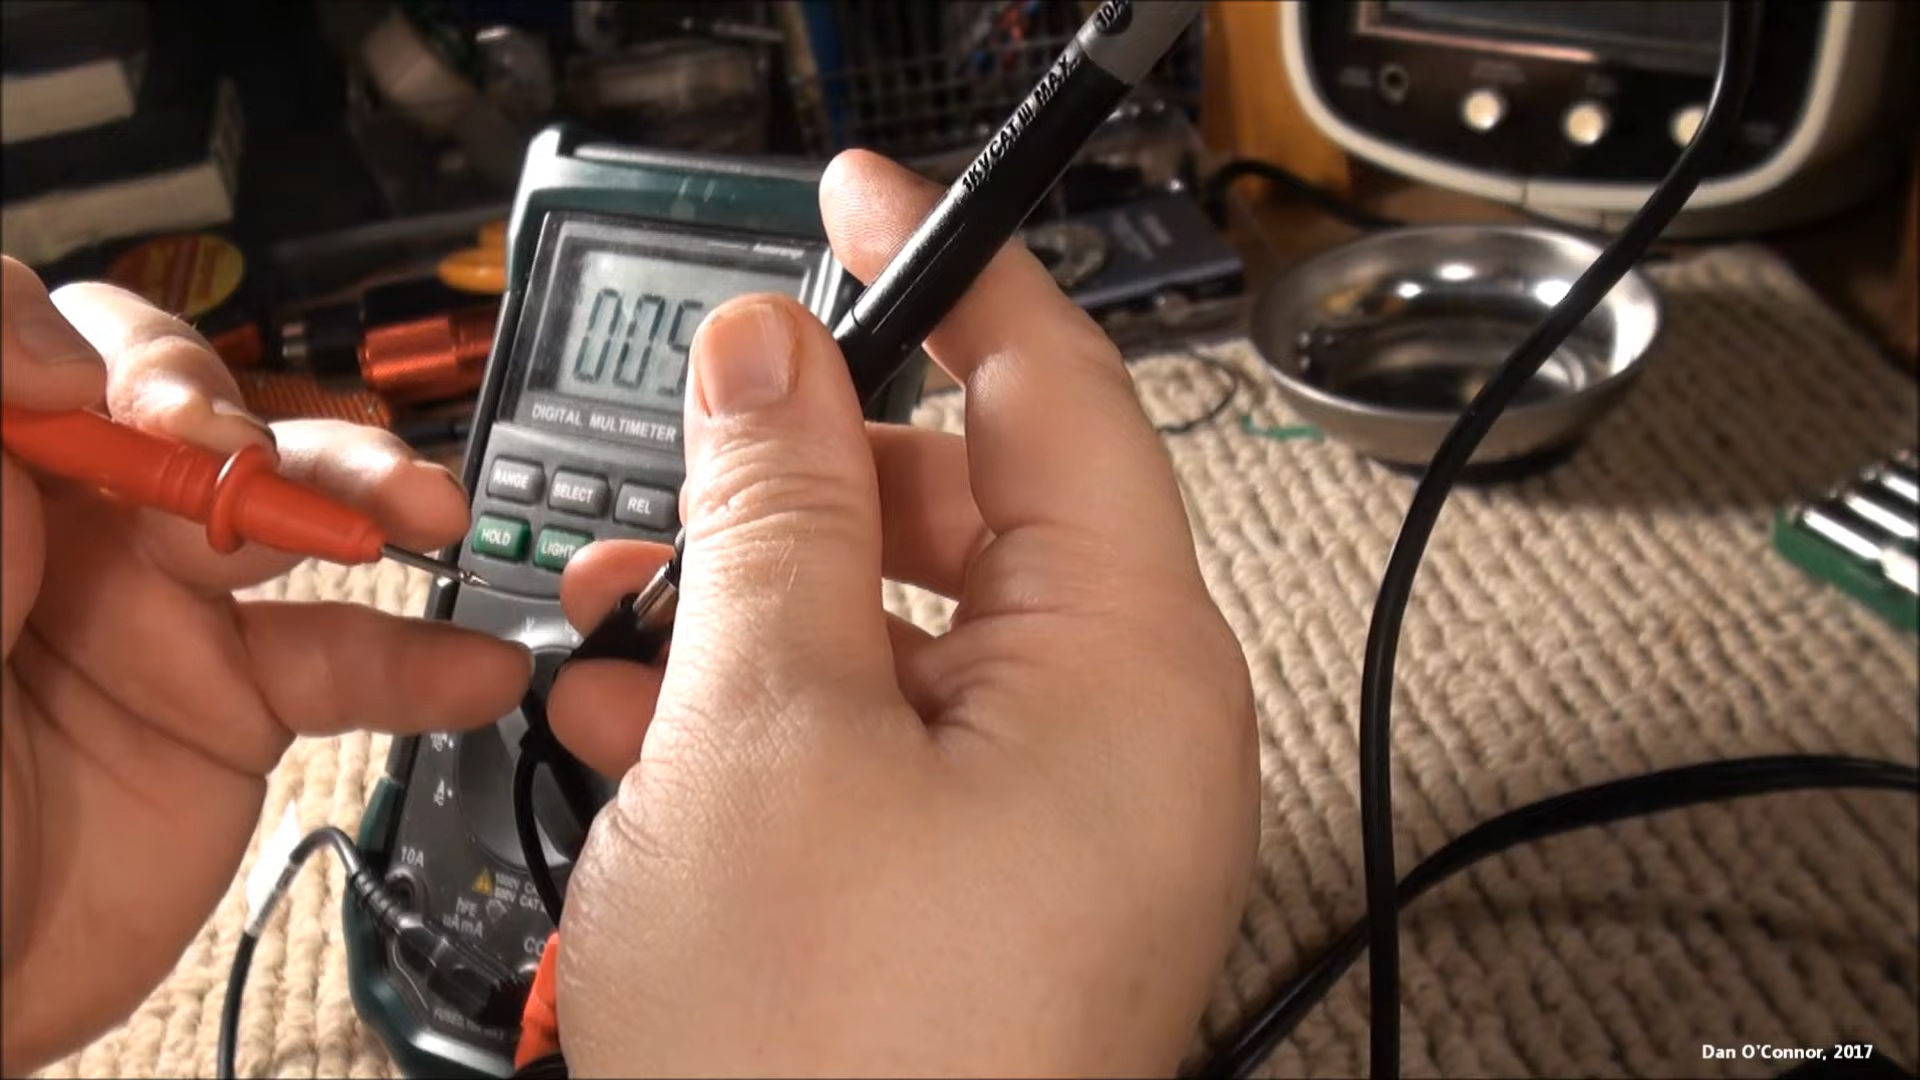 10A
1KV.CAT III MAX.
Autorange
005
DIGITAL MULTIMETER
RANGE
SELECT
REL
HOLD
LIGHT
V
10A
hFE
uAmA
Dan O'Connor, 2017